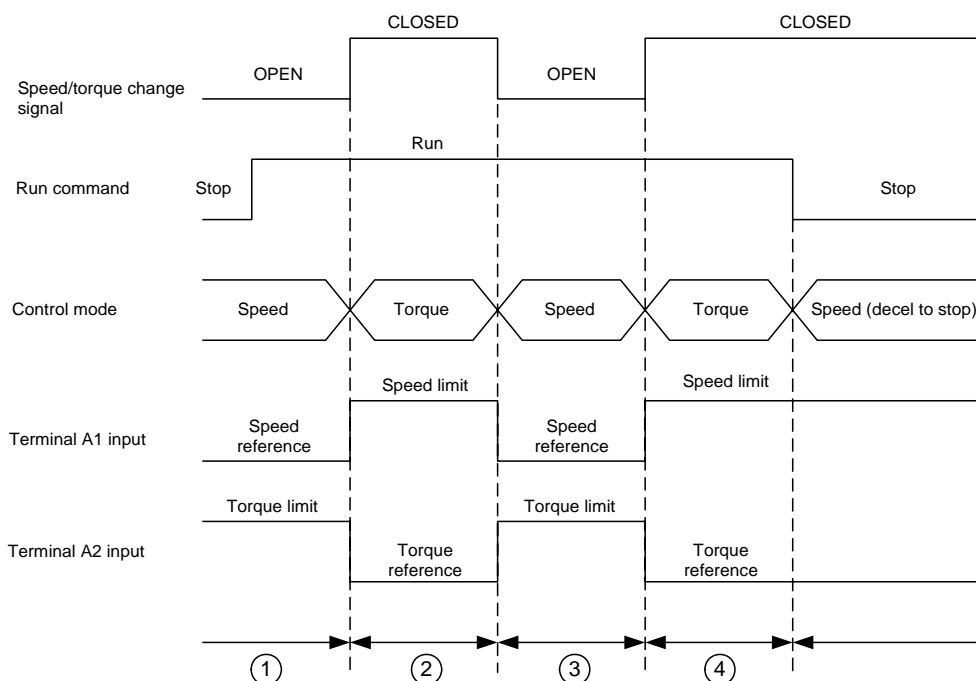 CLOSED
CLOSED
OPEN
OPEN
Speed/torque change
signal
Run
Run command
Stop
Stop
Control mode
Speed
Torque
Speed
Torque
Speed (decel to stop)
Speed limit
Speed limit
Terminal A1 input
Speed
reference
Speed
reference
Torque limit
Torque limit
Terminal A2 input
Torque
reference
Torque
reference
1
2
3
4